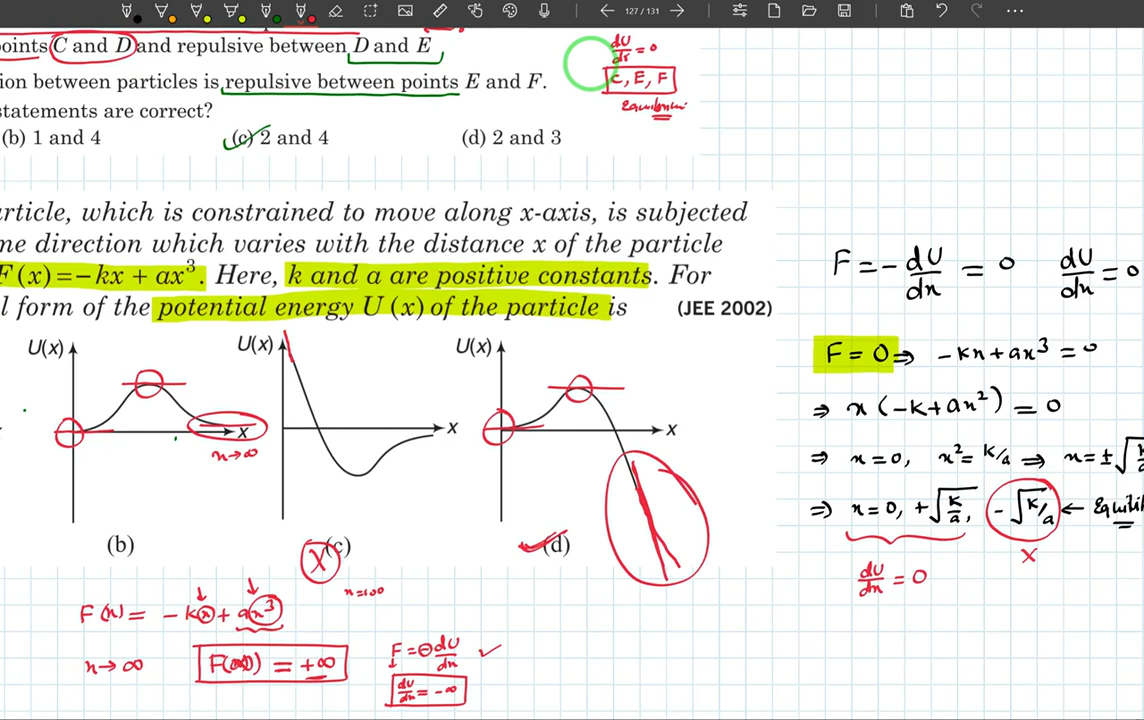 127 / 131
points C and D and repulsive between D and E
dU/dr = 0
ion between particles is repulsive between points E and F.
C, E, F
statements are correct?
Equilibrium
(b) 1 and 4 (c) 2 and 4 (d) 2 and 3
article, which is constrained to move along x-axis, is subjected
me direction which varies with the distance x of the particle
F(x) = -kx + ax³. Here, k and a are positive constants. For
l form of the potential energy U (x) of the particle is (JEE 2002)
F = - dU/dx = 0 dU/dx = 0
U(x) U(x) U(x)
F = 0 ⇒ -kx + ax³ = 0
⇒ x(-k + ax²) = 0
x x x
x → ∞
⇒ x = 0, x² = k/a ⇒ x = ±√
⇒ x = 0, +√k/a, -√k/a ← Equili
(b) (c) (d)
X
X
dU/dx = 0
x = 100
F(x) = -kx + ax³
x → ∞ F(∞) = +∞
F = - dU/dx ✓
dU/dx = -∞